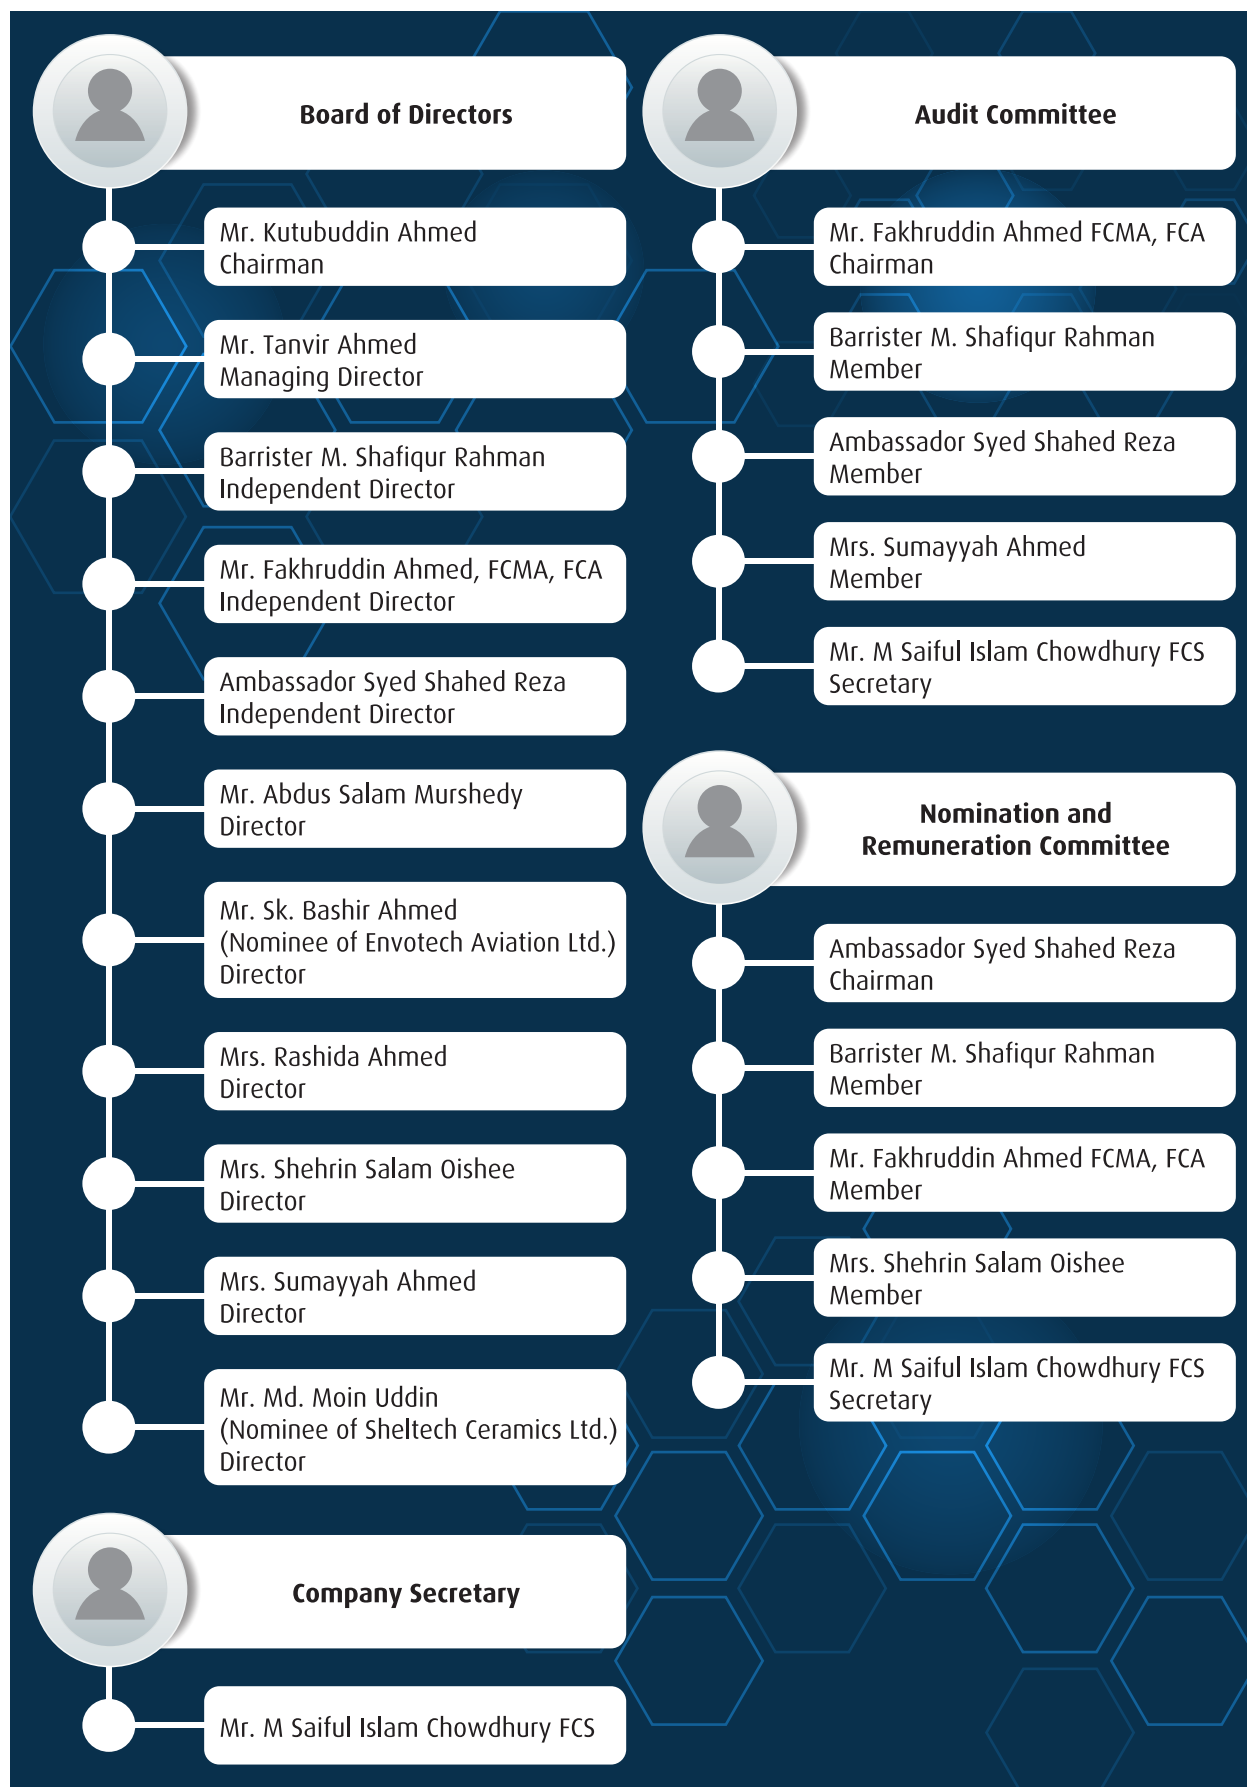 Board of Directors
Mr. Kutubuddin Ahmed
Chairman
Mr. Tanvir Ahmed
Managing Director
Barrister M. Shafiqur Rahman
Independent Director
Mr. Fakhruddin Ahmed, FCMA, FCA
Independent Director
Ambassador Syed Shahed Reza
Independent Director
Mr. Abdus Salam Murshedy
Director
Mr. Sk. Bashir Ahmed
(Nominee of Envotech Aviation Ltd.)
Director
Mrs. Rashida Ahmed
Director
Mrs. Shehrin Salam Oishee
Director
Mrs. Sumayyah Ahmed
Director
Mr. Md. Moin Uddin
(Nominee of Sheltech Ceramics Ltd.)
Director
Company Secretary
Mr. M Saiful Islam Chowdhury FCS
Audit Committee
Mr. Fakhruddin Ahmed FCMA, FCA
Chairman
Barrister M. Shafiqur Rahman
Member
Ambassador Syed Shahed Reza
Member
Mrs. Sumayyah Ahmed
Member
Mr. M Saiful Islam Chowdhury FCS
Secretary
Nomination and
Remuneration Committee
Ambassador Syed Shahed Reza
Chairman
Barrister M. Shafiqur Rahman
Member
Mr. Fakhruddin Ahmed FCMA, FCA
Member
Mrs. Shehrin Salam Oishee
Member
Mr. M Saiful Islam Chowdhury FCS
Secretary